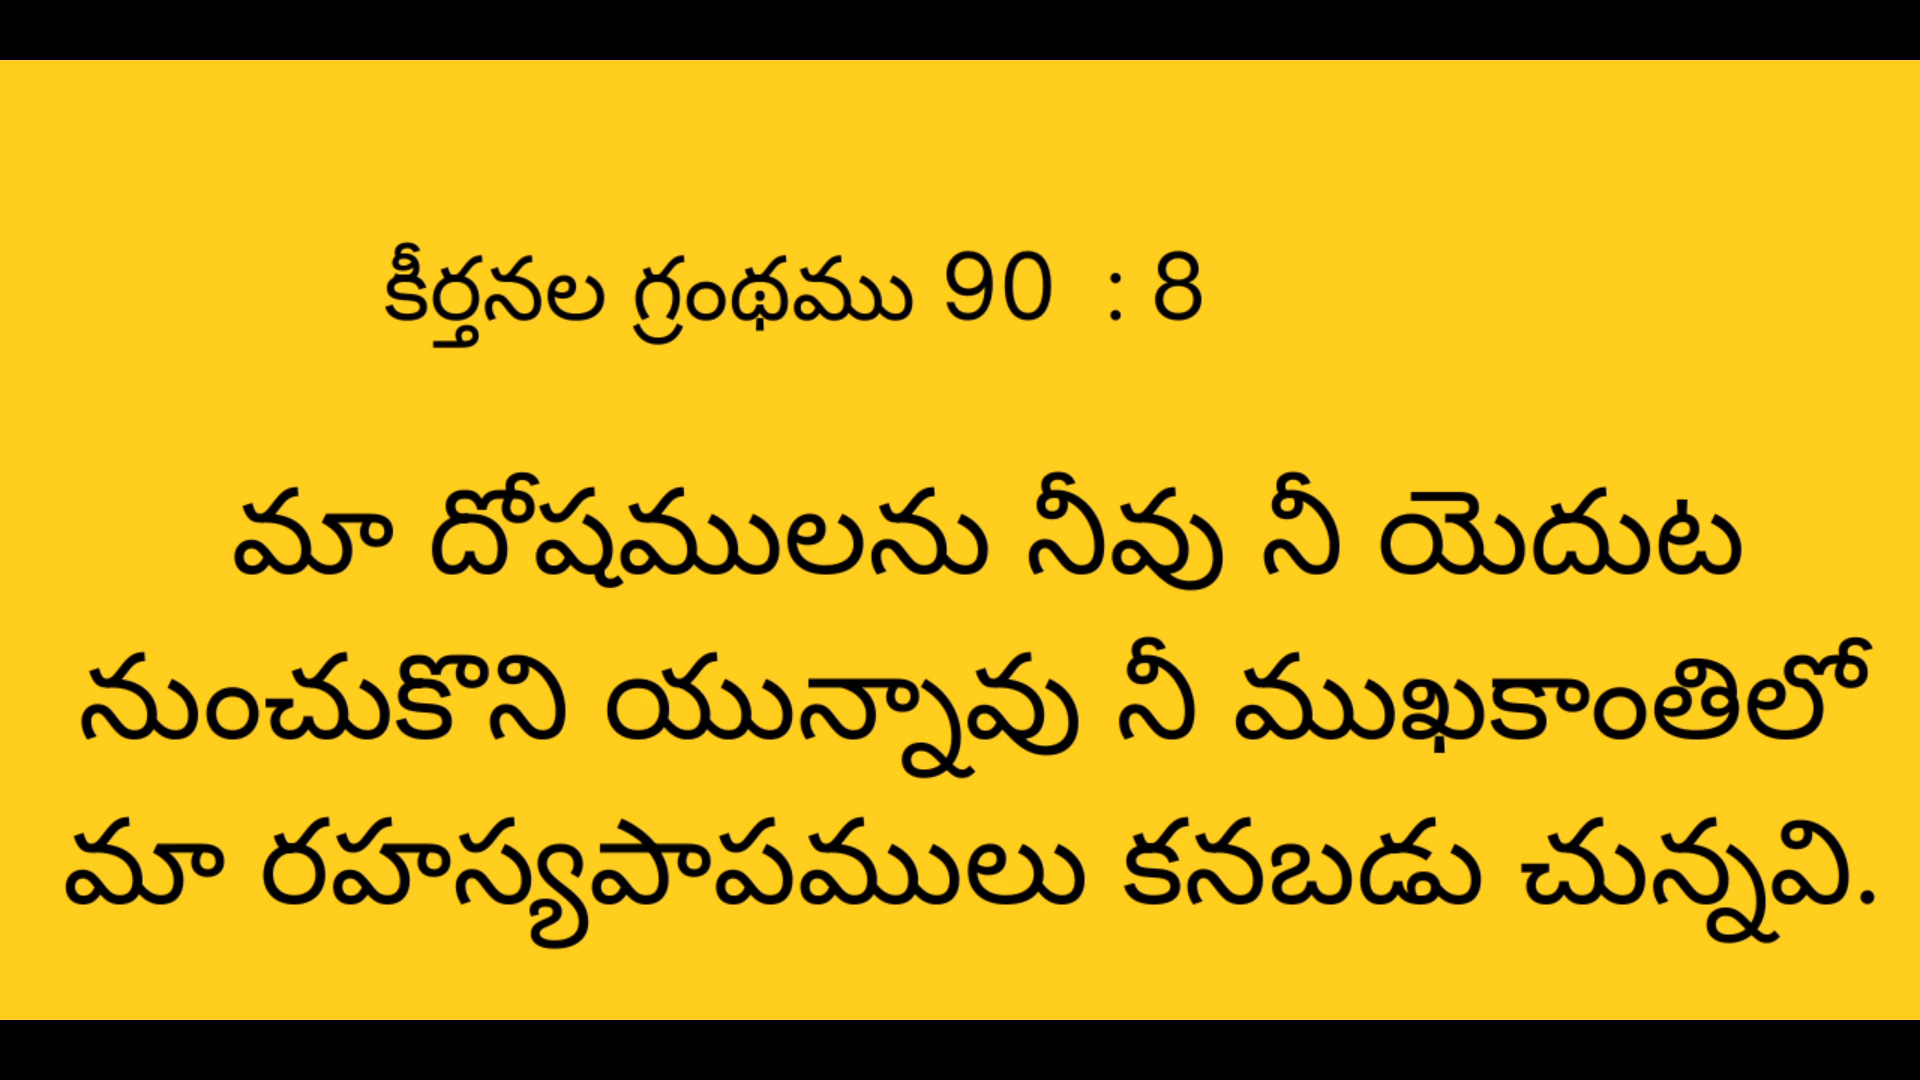 కీర్తనల గ్రంథము 90  : 8
మా దోషములను నీవు నీ యెదుట
నుంచుకొని యున్నావు నీ ముఖకాంతిలో
మా రహస్యపాపములు కనబడు చున్నవి.